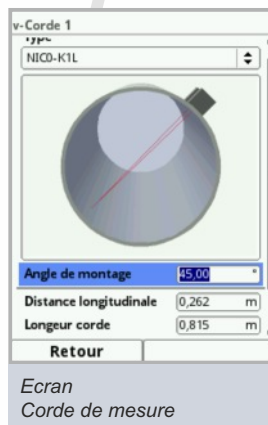 v-Corde 1
Type
NIC0-K1L
Angle de montage 45,00 °
Distance longitudinale 0,262 m
Longeur corde 0,815 m
Retour
Ecran
Corde de mesure